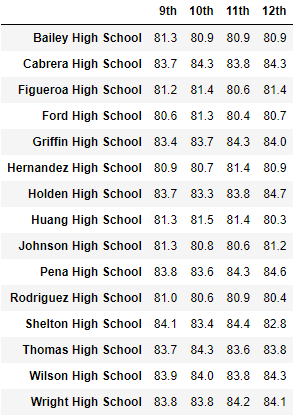 9th 10th 11th 12th
Bailey High School 81.3 80.9 80.9 80.9
Cabrera High School 83.7 84.3 83.8 84.3
Figueroa High School 81.2 81.4 80.6 81.4
Ford High School 80.6 81.3 80.4 80.7
Griffin High School 83.4 83.7 84.3 84.0
Hernandez High School 80.9 80.7 81.4 80.9
Holden High School 83.7 83.3 83.8 84.7
Huang High School 81.3 81.5 81.4 80.3
Johnson High School 81.3 80.8 80.6 81.2
Pena High School 83.8 83.6 84.3 84.6
Rodriguez High School 81.0 80.6 80.9 80.4
Shelton High School 84.1 83.4 84.4 82.8
Thomas High School 83.7 84.3 83.6 83.8
Wilson High School 83.9 84.0 83.8 84.3
Wright High School 83.8 83.8 84.2 84.1